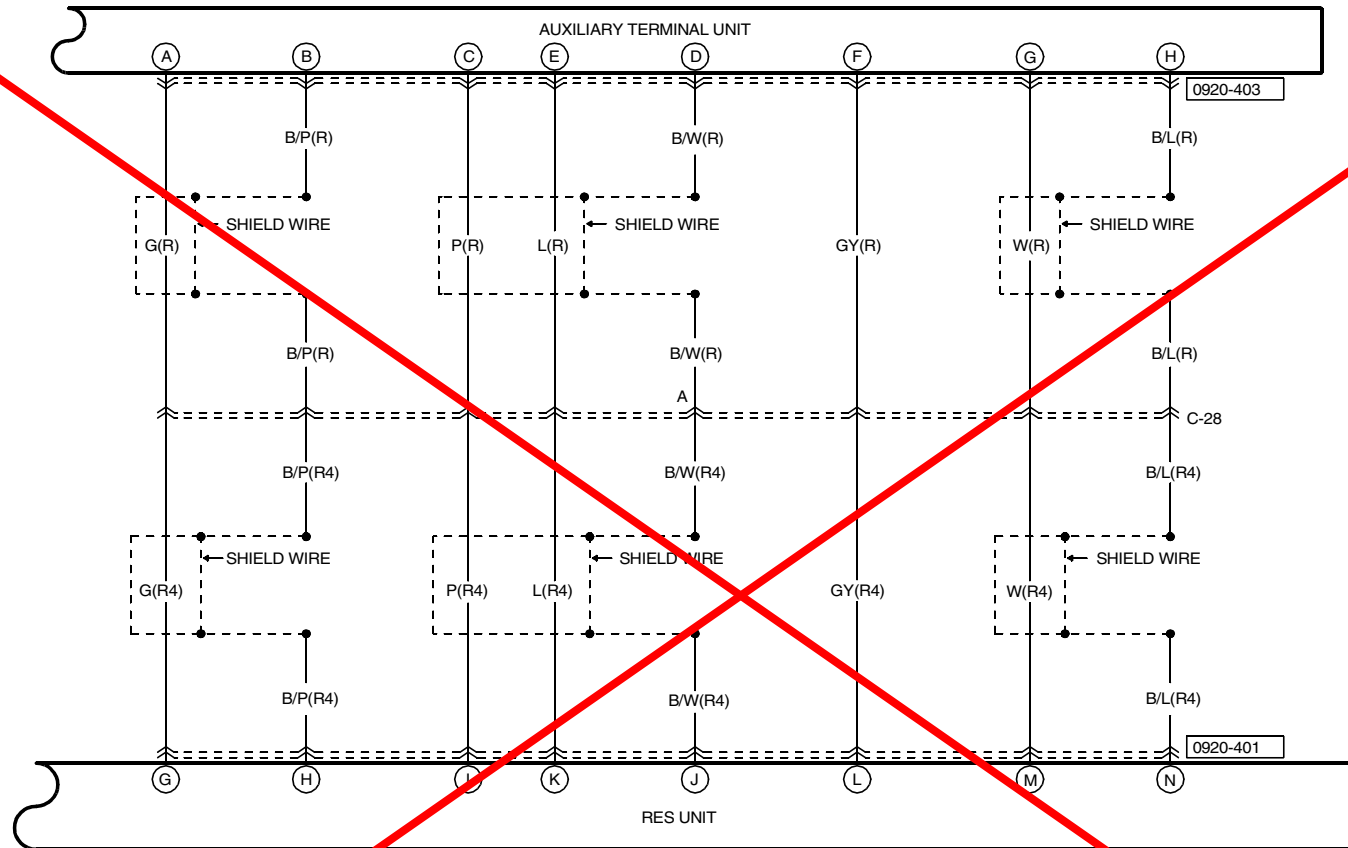 AUXILIARY TERMINAL UNIT
A B C E D F G H
0920-403
B/P(R) B/W(R) B/L(R)
SHIELD WIRE SHIELD WIRE SHIELD WIRE
G(R) P(R) L(R) GY(R) W(R)
B/P(R) B/W(R) B/L(R)
A
C-28
B/P(R4) B/W(R4) B/L(R4)
SHIELD WIRE SHIELD WIRE SHIELD WIRE
G(R4) P(R4) L(R4) GY(R4) W(R4)
B/P(R4) B/W(R4) B/L(R4)
0920-401
G H I K J L M N
RES UNIT